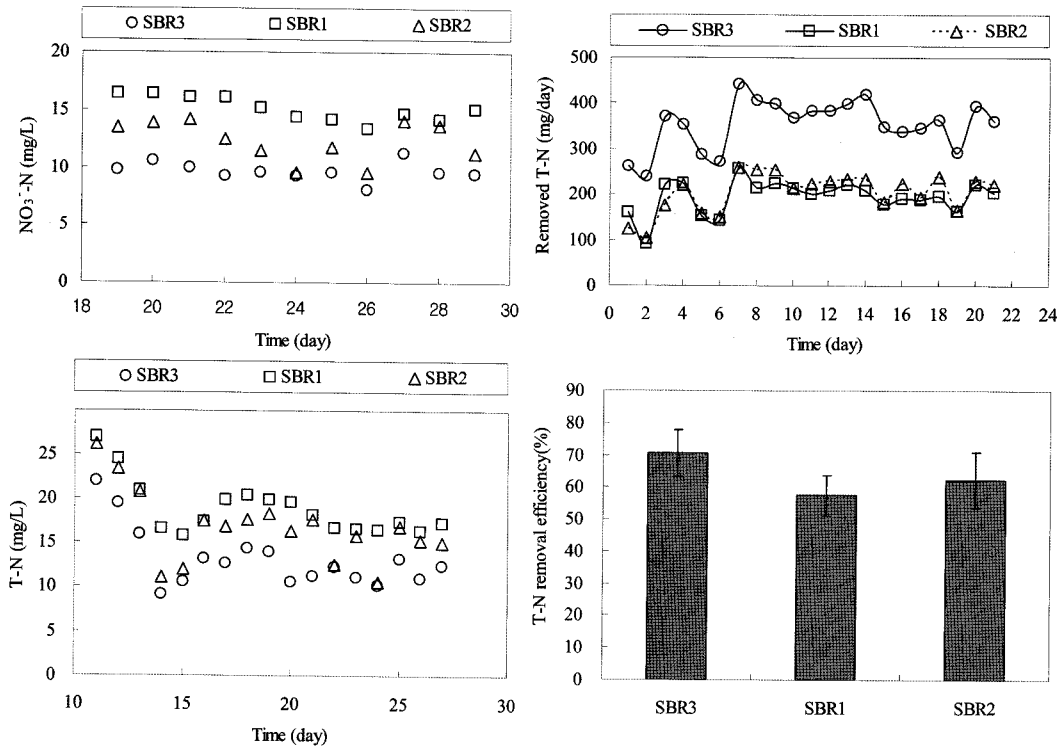 SBR3 SBR1 SBR2
NO₃⁻-N (mg/L)
20
15
10
5
0
18 20 22 24 26 28 30
Time (day)
SBR3 SBR1 SBR2
Removed T-N (mg/day)
500
400
300
200
100
0
0 2 4 6 8 10 12 14 16 18 20 22 24
Time (day)
SBR3 SBR1 SBR2
T-N (mg/L)
25
20
15
10
5
0
10 15 20 25 30
Time (day)
T-N removal efficiency(%)
90
80
70
60
50
40
30
20
10
0
SBR3 SBR1 SBR2